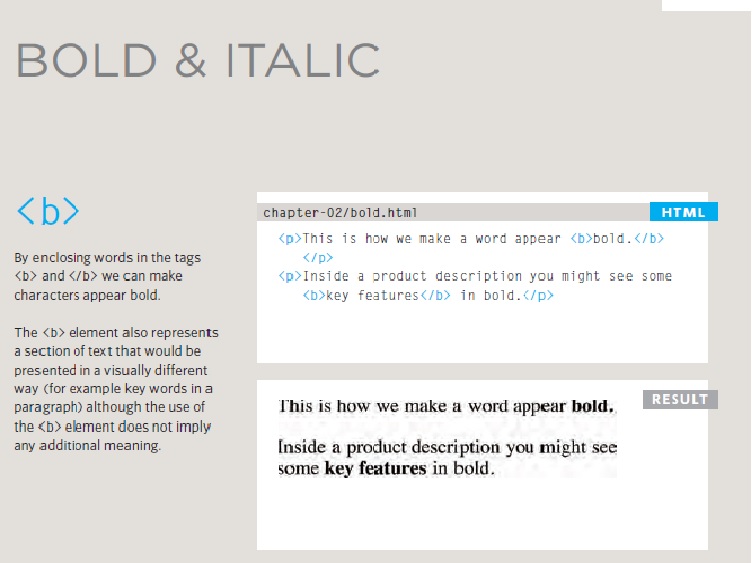 BOLD & ITALIC
<b>
By enclosing words in the tags
<b> and </b> we can make
characters appear bold.
The <b> element also represents
a section of text that would be
presented in a visually different
way (for example key words in a
paragraph) although the use of
the <b> element does not imply
any additional meaning.
chapter-02/bold.html
HTML
<p>This is how we make a word appear <b>bold.</b>
</p>
<p>Inside a product description you might see some
<b>key features</b> in bold.</p>
RESULT
This is how we make a word appear bold.
Inside a product description you might see
some key features in bold.